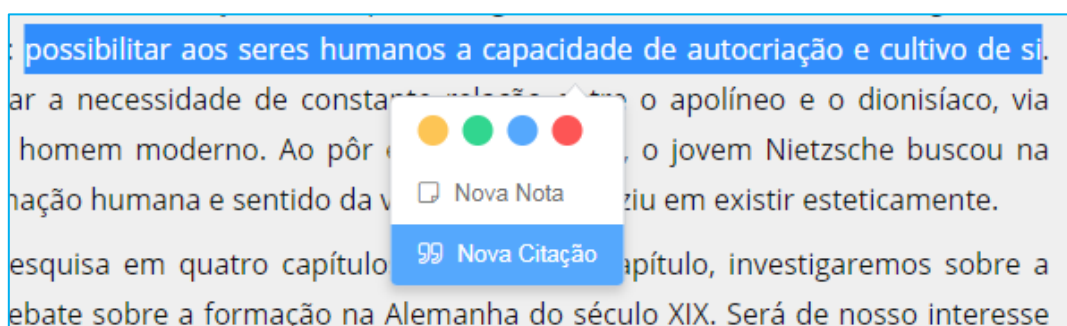 : possibilitar aos seres humanos a capacidade de autocriação e cultivo de si.
ar a necessidade de constante relação entre o apolíneo e o dionisíaco, via
homem moderno. Ao pôr , o jovem Nietzsche buscou na
Nova Nota
nação humana e sentido da v ziu em existir esteticamente.
Nova Citação
esquisa em quatro capítulo apítulo, investigaremos sobre a
ebate sobre a formação na Alemanha do século XIX. Será de nosso interesse